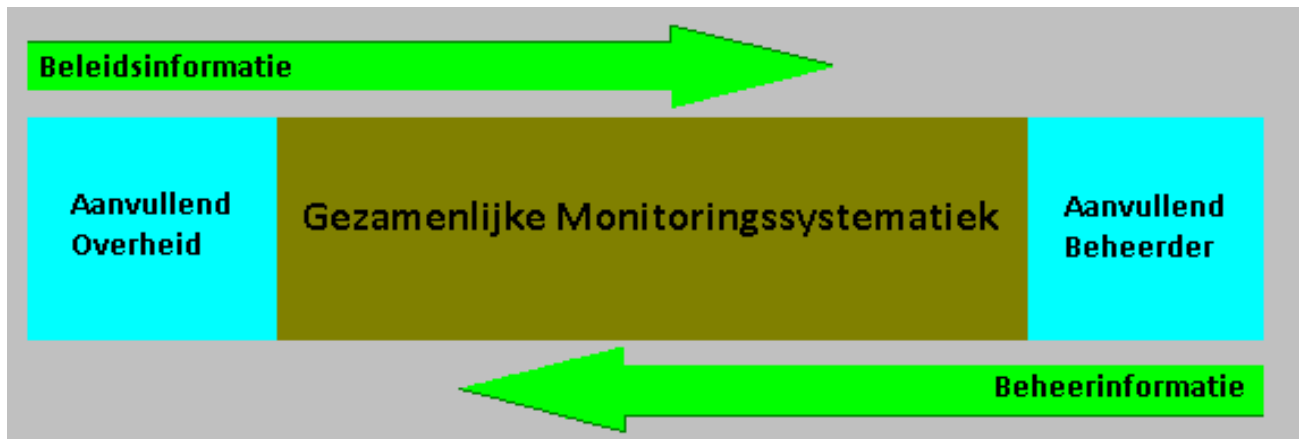 Beleidsinformatie
Aanvullend
Overheid
Gezamenlijke Monitoringssystematiek
Aanvullend
Beheerder
Beheerinformatie